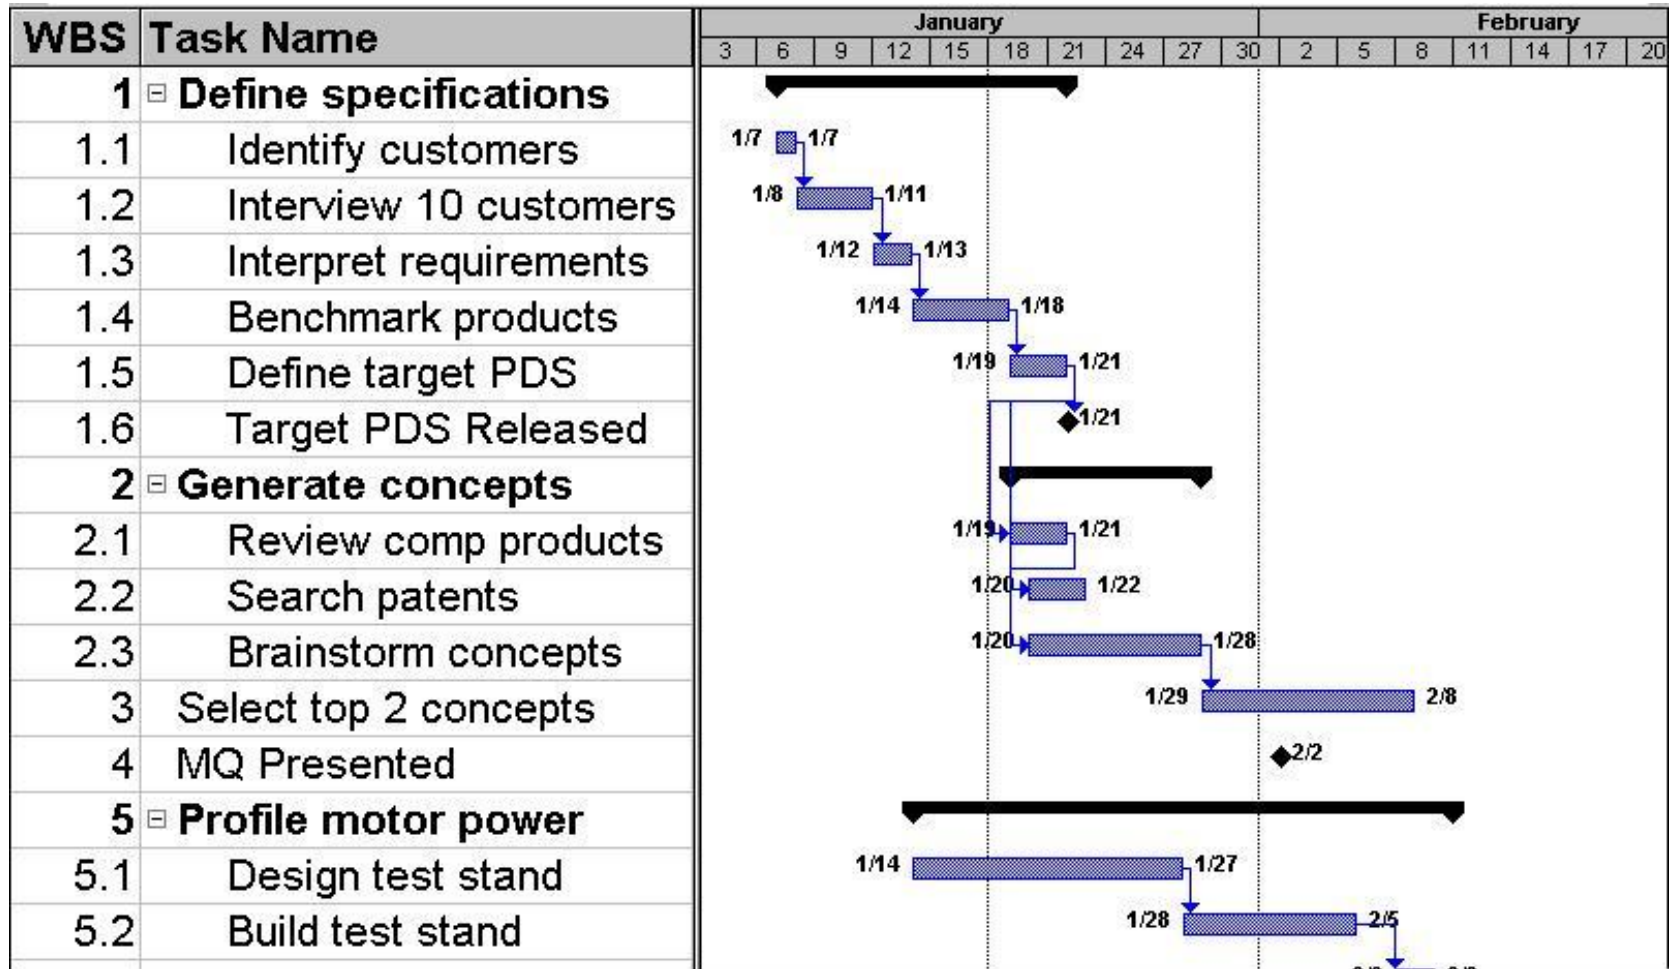 WBS Task Name January February
3 6 9 12 15 18 21 24 27 30 2 5 8 11 14 17 20
1 Define specifications
1.1 Identify customers 1/7 1/7
1.2 Interview 10 customers 1/8 1/11
1.3 Interpret requirements 1/12 1/13
1.4 Benchmark products 1/14 1/18
1.5 Define target PDS 1/19 1/21
1.6 Target PDS Released 1/21
2 Generate concepts
2.1 Review comp products 1/19 1/21
2.2 Search patents 1/20 1/22
2.3 Brainstorm concepts 1/20 1/28
3 Select top 2 concepts 1/29 2/8
4 MQ Presented 2/2
5 Profile motor power
5.1 Design test stand 1/14 1/27
5.2 Build test stand 1/28 2/5